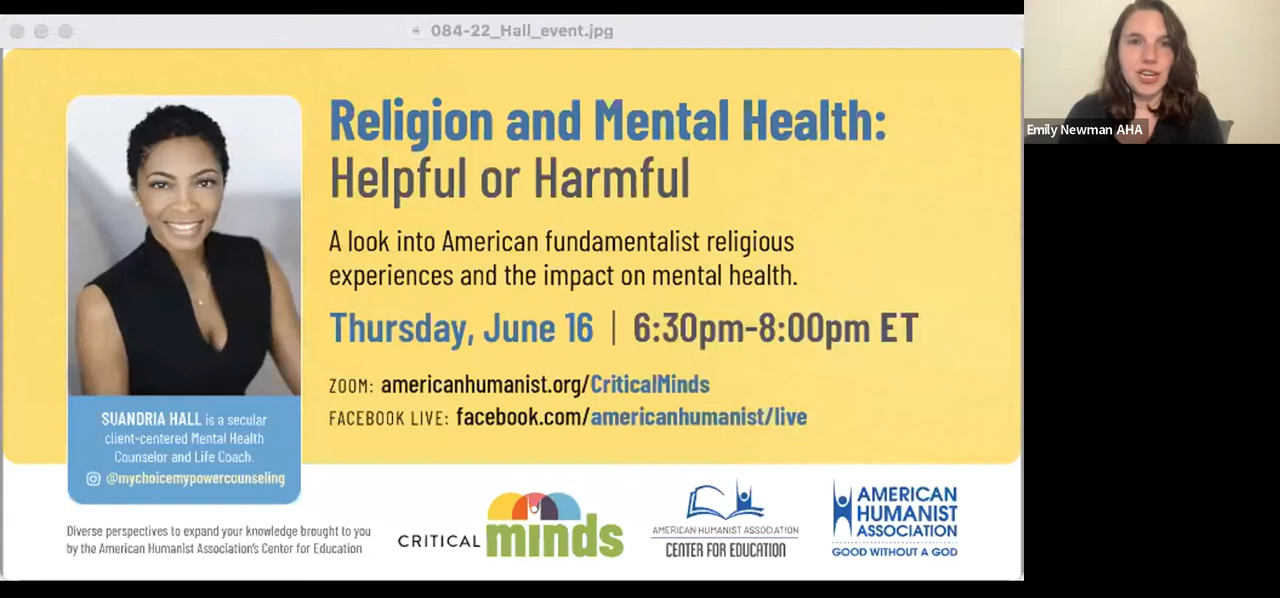 084-22_Hall_event.jpg
Emily Newman AHA
Religion and Mental Health:
Helpful or Harmful
A look into American fundamentalist religious
experiences and the impact on mental health.
Thursday, June 16 | 6:30pm-8:00pm ET
ZOOM: americanhumanist.org/CriticalMinds
FACEBOOK LIVE: facebook.com/americanhumanist/live
SUANDRIA HALL is a secular
client-centered Mental Health
Counselor and Life Coach.
@mychoicemypowercounseling
Diverse perspectives to expand your knowledge brought to you
by the American Humanist Association's Center for Education
CRITICAL minds
AMERICAN HUMANIST ASSOCIATION
CENTER FOR EDUCATION
AMERICAN
HUMANIST
ASSOCIATION
GOOD WITHOUT A GOD